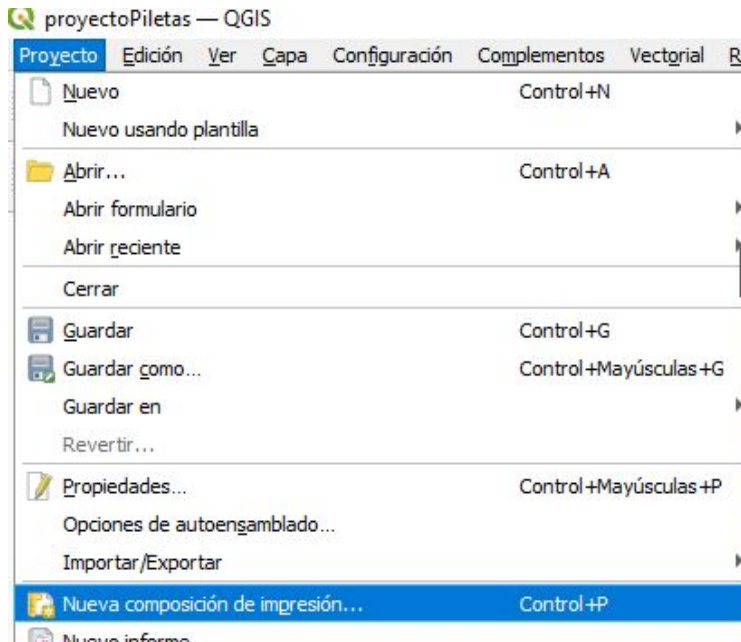 proyectoPiletas — QGIS
Proyecto Edición Ver Capa Configuración Complementos Vectorial R
Nuevo Control+N
Nuevo usando plantilla
Abrir... Control+A
Abrir formulario
Abrir reciente
Cerrar
Guardar Control+G
Guardar como... Control+Mayúsculas+G
Guardar en
Revertir...
Propiedades... Control+Mayúsculas+P
Opciones de autoensamblado...
Importar/Exportar
Nueva composición de impresión... Control+P
Nuevo informe